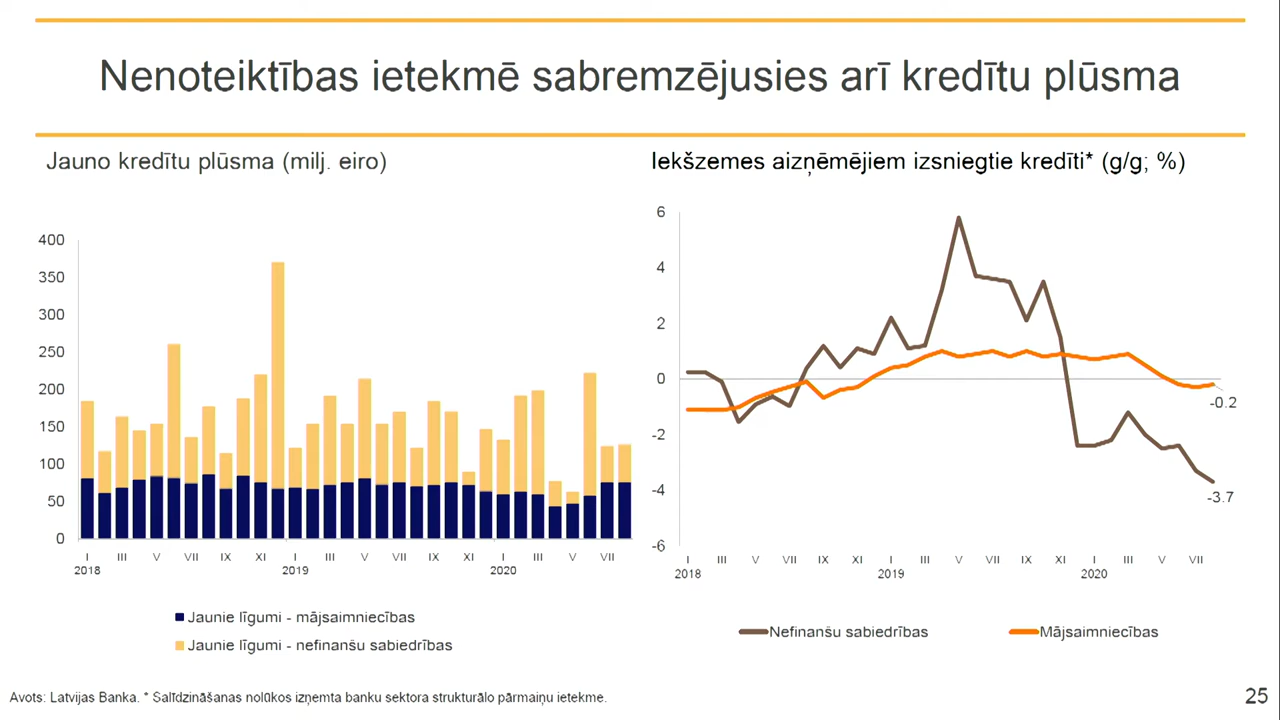 Nenoteiktības ietekmē sabremzējusies arī kredītu plūsma
Jauno kredītu plūsma (milj. eiro)
400
350
300
250
200
150
100
50
0
I III V VII IX XI I III V VII IX XI I III V VII
2018 2019 2020
Jaunie līgumi - mājsaimniecības
Jaunie līgumi - nefinanšu sabiedrības
Iekšzemes aizņēmējiem izsniegtie kredīti* (g/g; %)
6
4
2
0
-2
-4
-6
-0.2
-3.7
I III V VII IX XI I III V VII IX XI I III V VII
2018 2019 2020
Nefinanšu sabiedrības Mājsaimniecības
Avots: Latvijas Banka. * Salīdzināšanas nolūkos izņemta banku sektora strukturālo pārmaiņu ietekme.
25